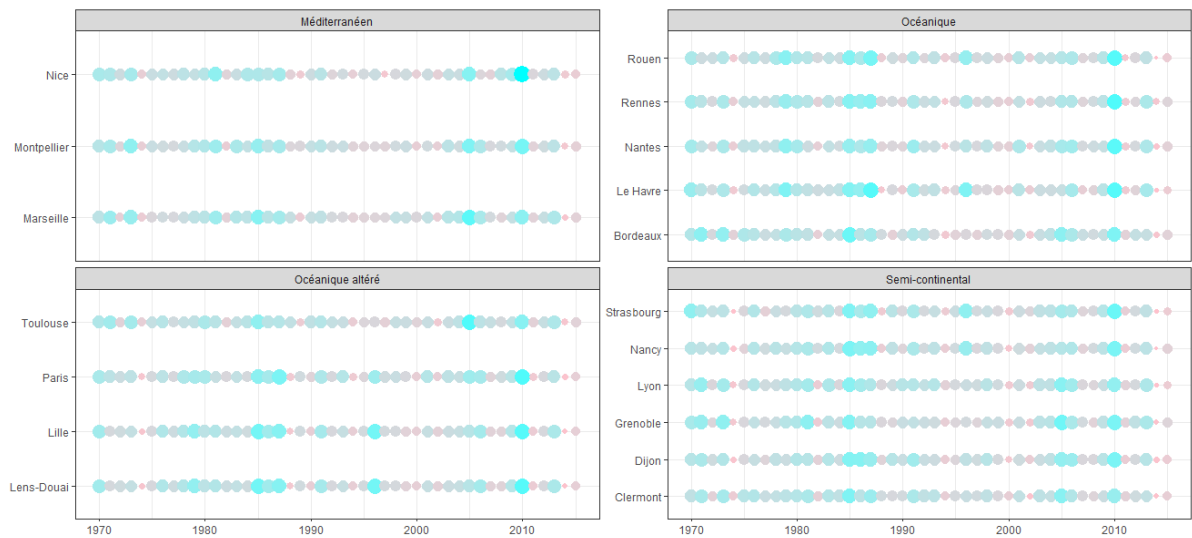 Méditerranéen
Nice
Montpellier
Marseille
Océanique
Rouen
Rennes
Nantes
Le Havre
Bordeaux
Océanique altéré
Toulouse
Paris
Lille
Lens-Douai
1970 1980 1990 2000 2010
Semi-continental
Strasbourg
Nancy
Lyon
Grenoble
Dijon
Clermont
1970 1980 1990 2000 2010